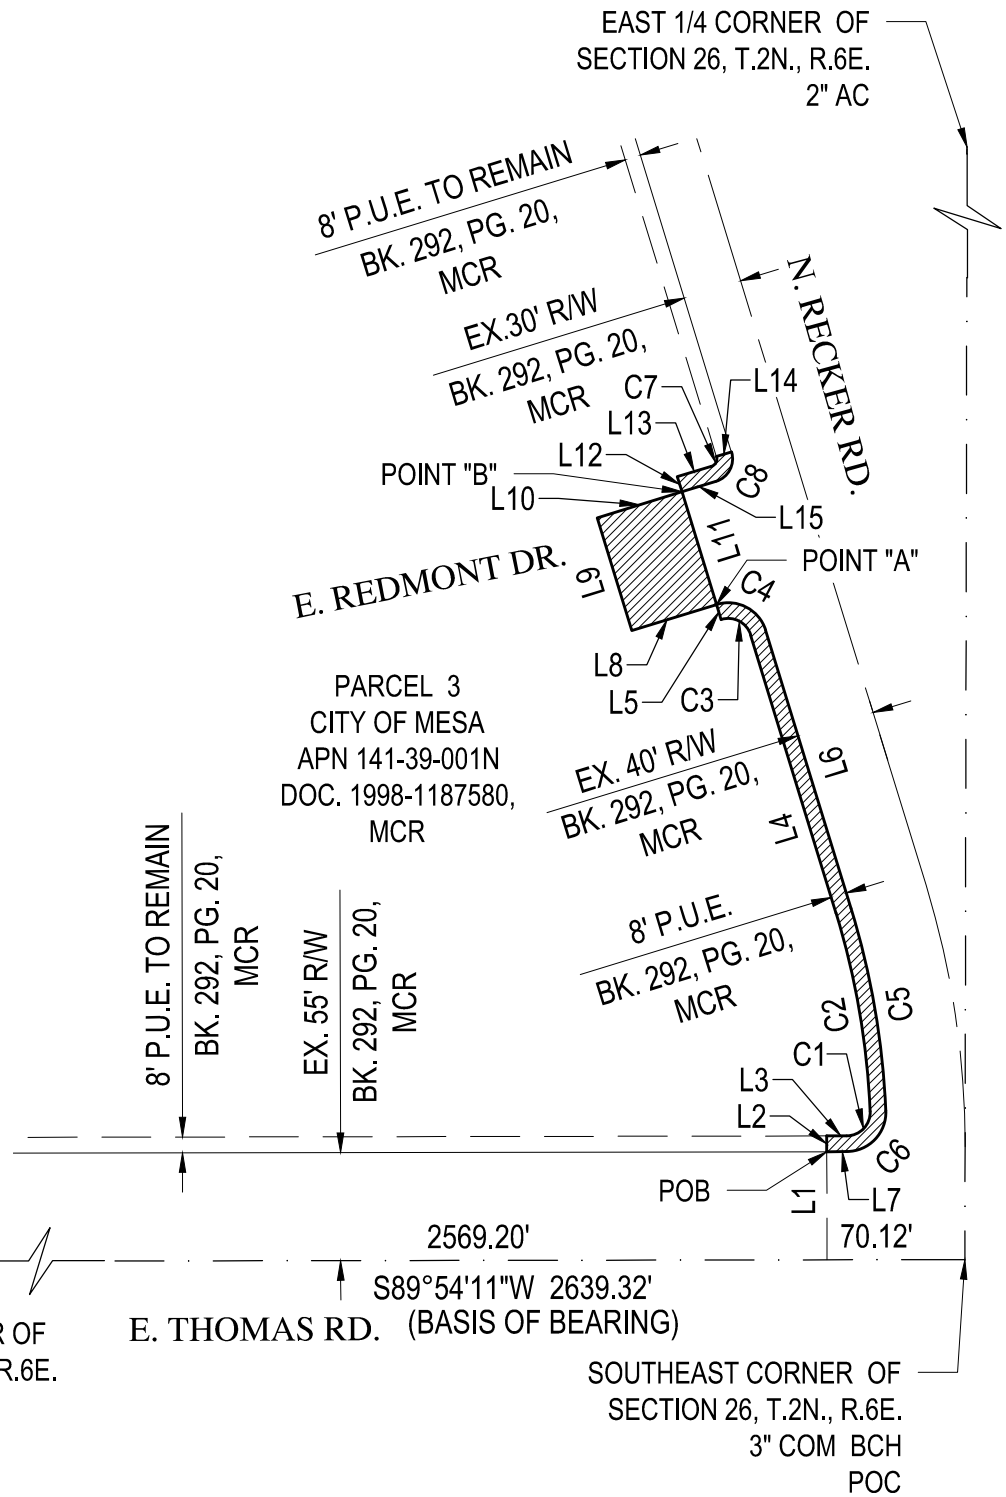 EAST 1/4 CORNER OF
SECTION 26, T.2N., R.6E.
2" AC
8' P.U.E. TO REMAIN
BK. 292, PG. 20,
MCR
EX.30' R/W
BK. 292, PG. 20,
MCR
N. RECKER RD.
C7
L14
L13
L12
POINT "B"
L10
C8
L15
L11
POINT "A"
E. REDMONT DR.
L9
C4
L8
L5
C3
PARCEL 3
CITY OF MESA
APN 141-39-001N
DOC. 1998-1187580,
MCR
EX. 40' R/W
BK. 292, PG. 20,
MCR
L6
L4
8' P.U.E.
BK. 292, PG. 20,
MCR
8' P.U.E. TO REMAIN
BK. 292, PG. 20,
MCR
EX. 55' R/W
BK. 292, PG. 20,
MCR
C2
C5
C1
L3
L2
C6
POB
L1
L7
2569.20'
70.12'
S89°54'11"W 2639.32'
(BASIS OF BEARING)
E. THOMAS RD.
R OF
R.6E.
SOUTHEAST CORNER OF
SECTION 26, T.2N., R.6E.
3" COM BCH
POC